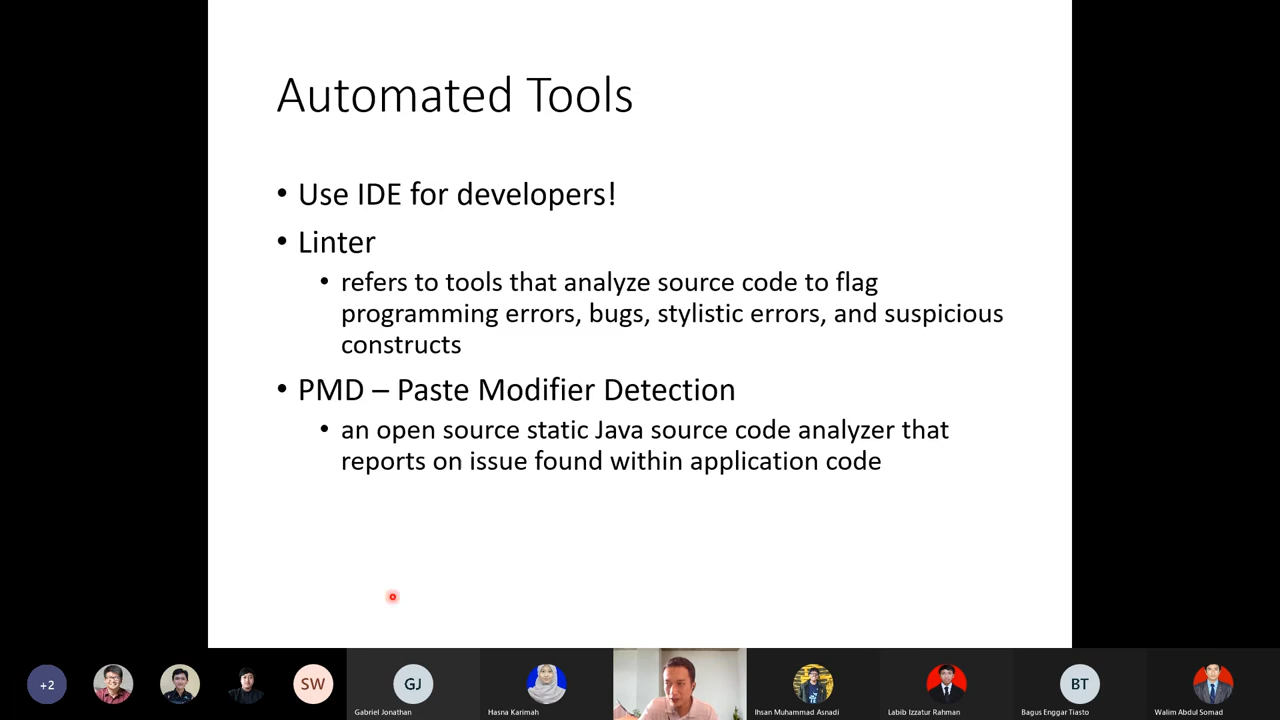 Automated Tools
• Use IDE for developers!
• Linter
• refers to tools that analyze source code to flag
programming errors, bugs, stylistic errors, and suspicious
constructs
• PMD – Paste Modifier Detection
• an open source static Java source code analyzer that
reports on issue found within application code
+2
SW
GJ
BT
Gabriel Jonathan
Hasna Karimah
Ihsan Muhammad Asnadi
Labib Izzatur Rahman
Bagus Enggar Tiasto
Walim Abdul Somad